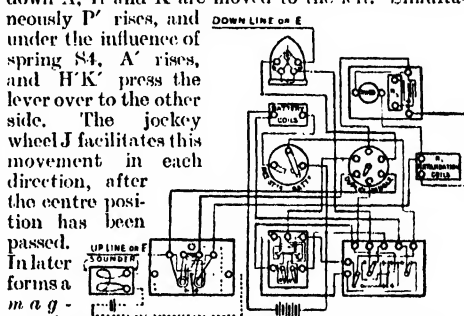 down A, H and K are moved to the left. Simulta-
neously P′ rises, and
under the influence of
spring S4, A′ rises,
and H′K′ press the
lever over to the other
side. The jockey
wheel J facilitates this
movement in each
direction, after
the centre posi-
tion has been
passed.
In later
forms a
mag-
DOWN LINE OR E
BATTERY
COILS
R.
RETARDATION
COILS
UP LINE OR E
SOUNDER